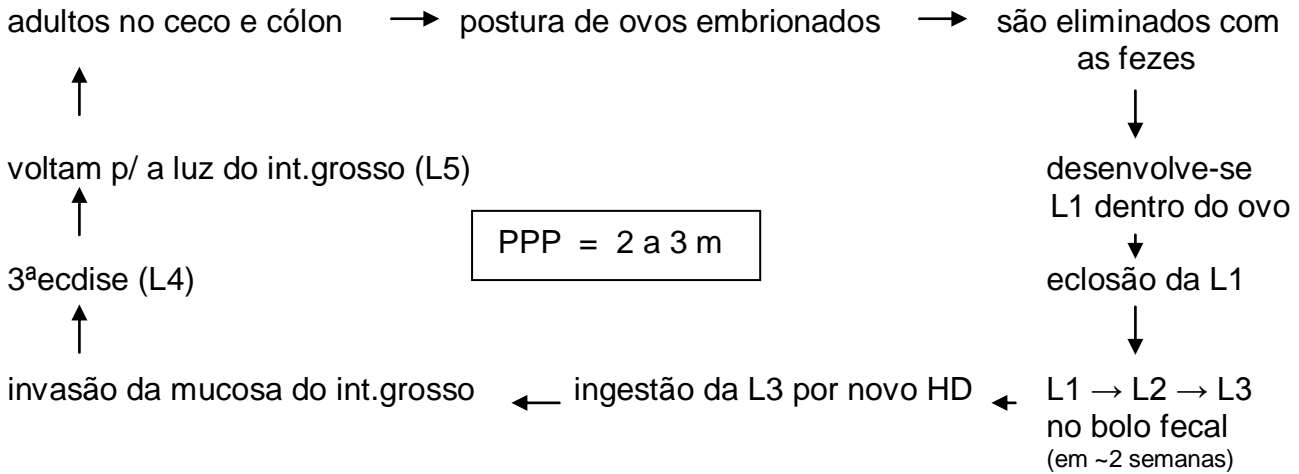 adultos no ceco e cólon → postura de ovos embrionados → são eliminados com
as fezes
voltam p/ a luz do int.grosso (L5)
desenvolve-se
L1 dentro do ovo
PPP = 2 a 3 m
3ªecdise (L4)
eclosão da L1
invasão da mucosa do int.grosso ← ingestão da L3 por novo HD ← L1 → L2 → L3
no bolo fecal
(em ~2 semanas)